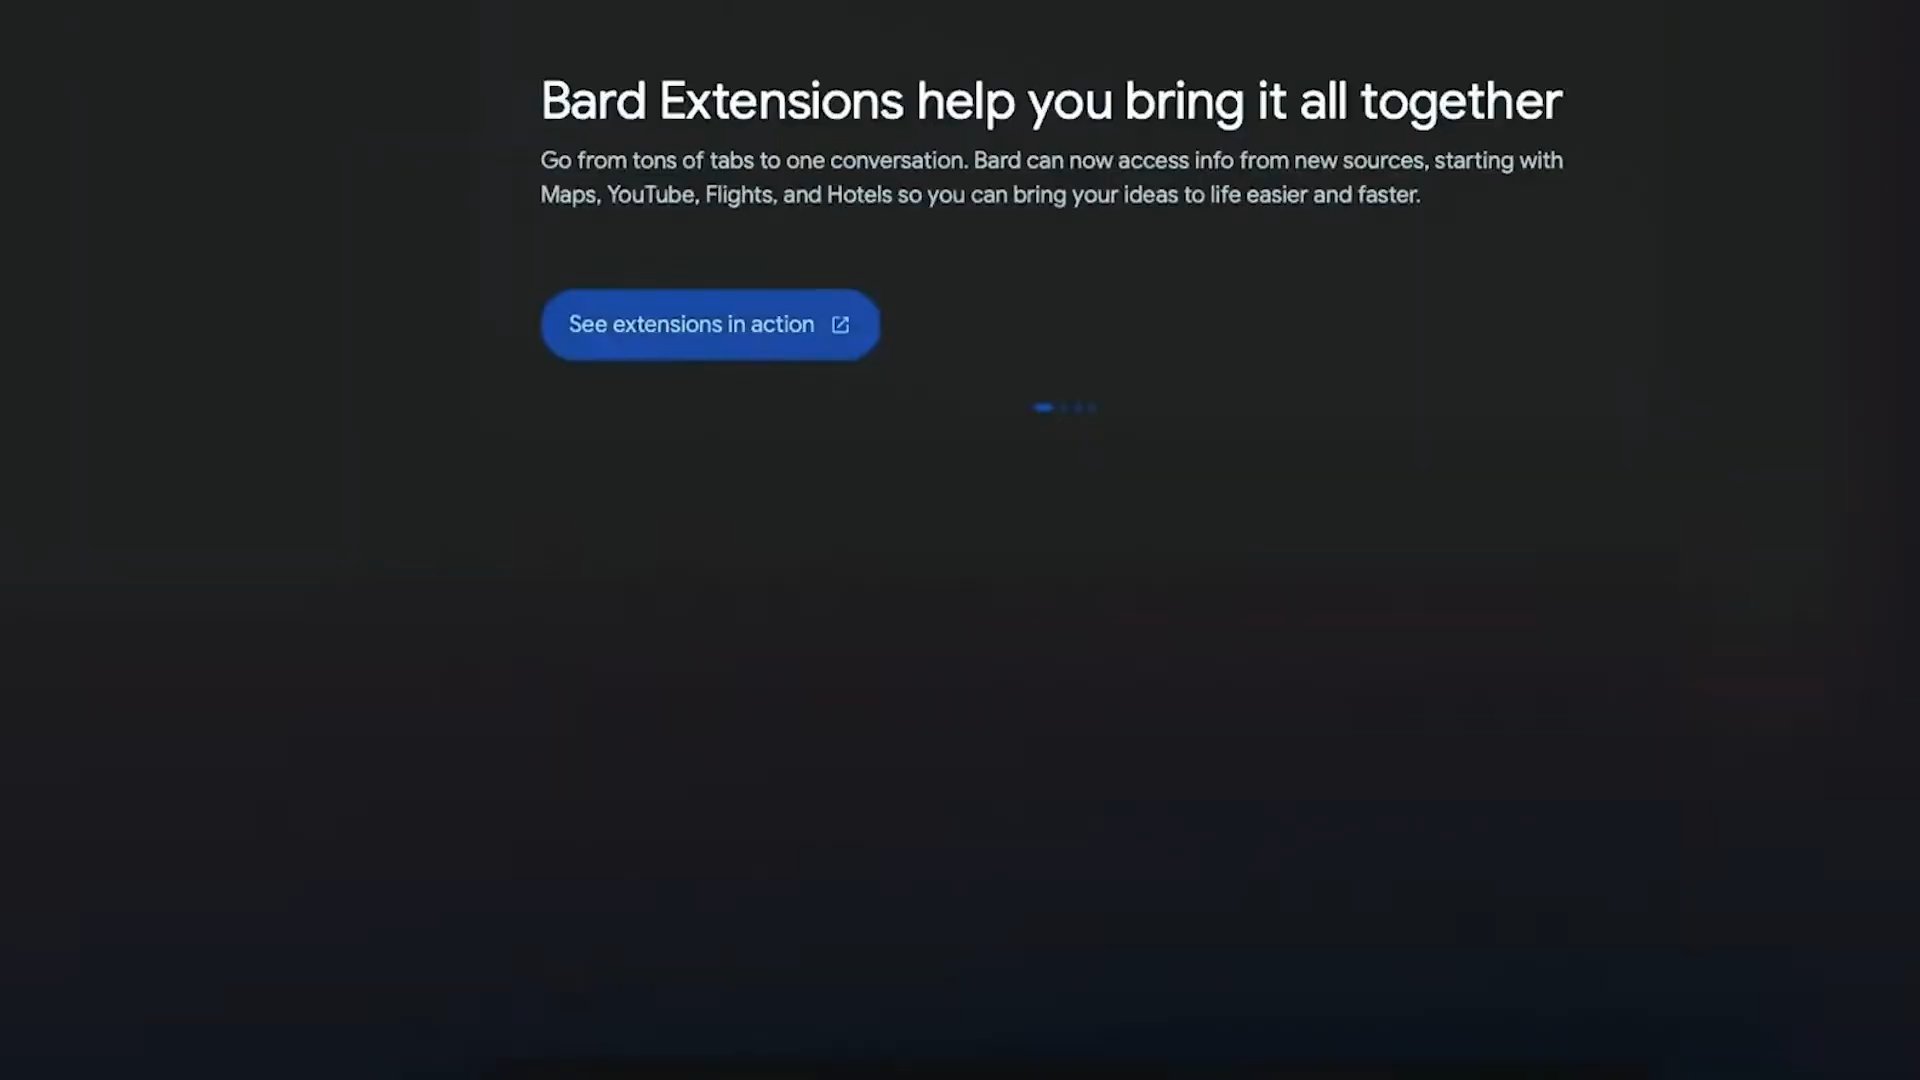 Bard Extensions help you bring it all together
Go from tons of tabs to one conversation. Bard can now access info from new sources, starting with
Maps, YouTube, Flights, and Hotels so you can bring your ideas to life easier and faster.
See extensions in action